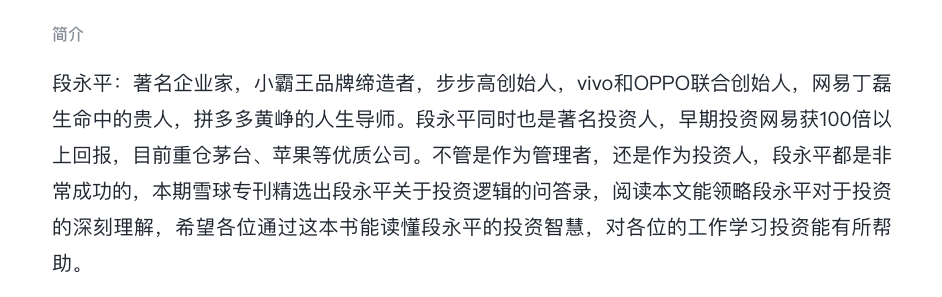 简介
段永平：著名企业家，小霸王品牌缔造者，步步高创始人，vivo和OPPO联合创始人，网易丁磊
生命中的贵人，拼多多黄峥的人生导师。段永平同时也是著名投资人，早期投资网易获100倍以
上回报，目前重仓茅台、苹果等优质公司。不管是作为管理者，还是作为投资人，段永平都是非
常成功的，本期雪球专刊精选出段永平关于投资逻辑的问答录，阅读本文能领略段永平对于投资
的深刻理解，希望各位通过这本书能读懂段永平的投资智慧，对各位的工作学习投资能有所帮
助。